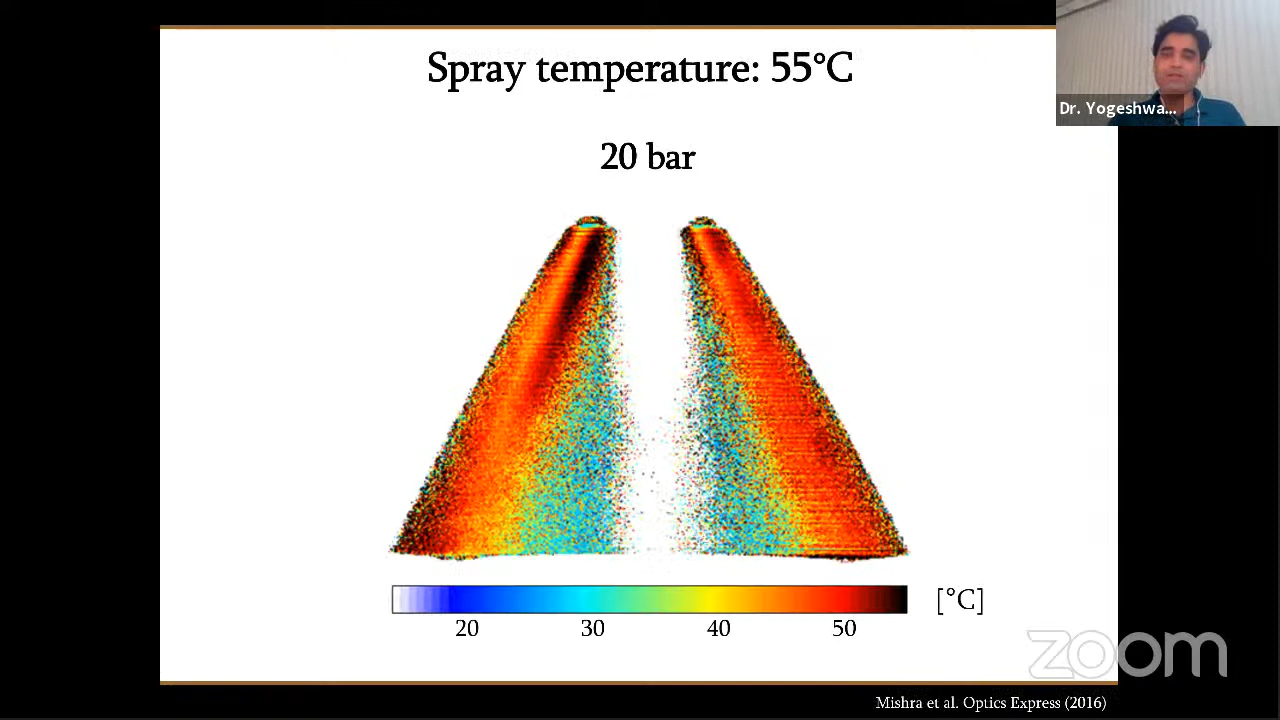 Spray temperature: 55°C
Dr. Yogeshwa...
20 bar
20 30 40 50 [°C]
zoom
Mishra et al. Optics Express (2016)